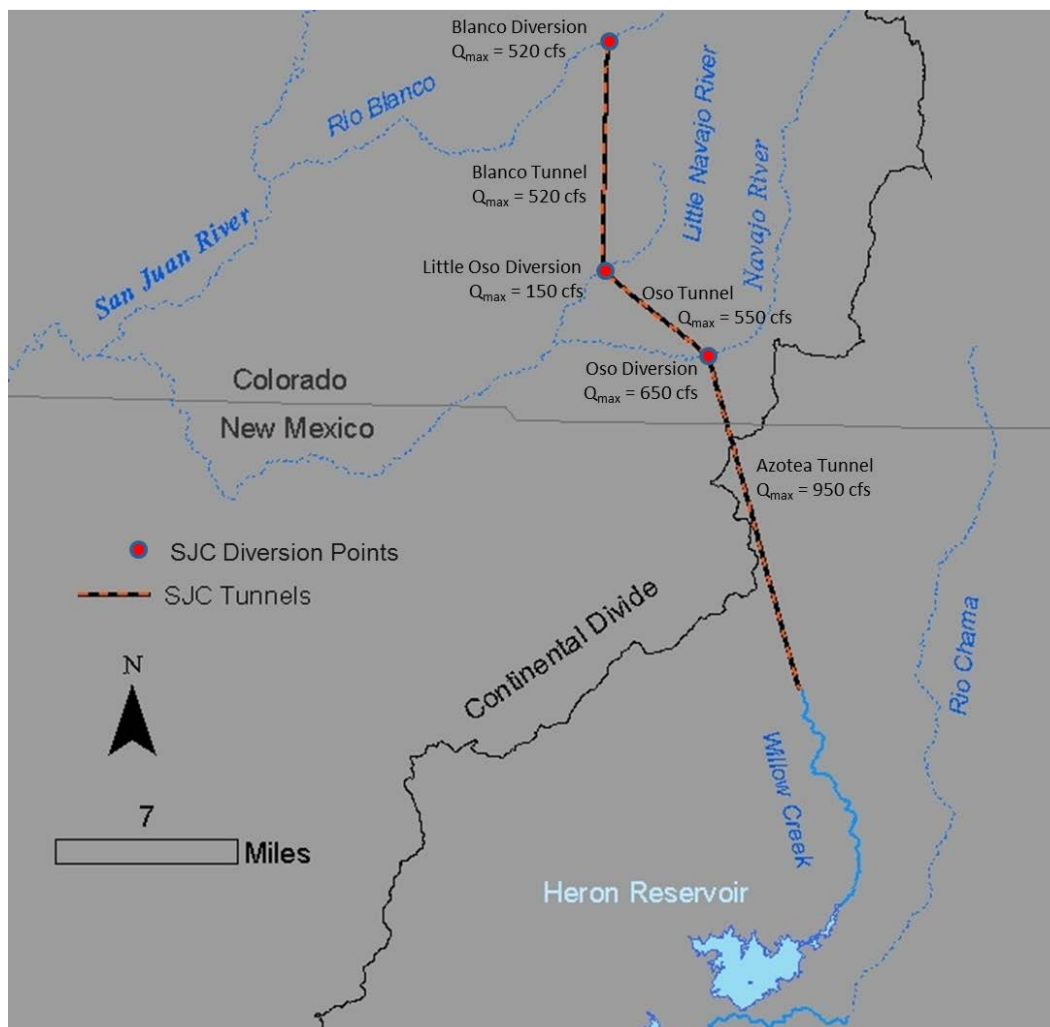 Blanco Diversion
Qmax = 520 cfs
Rio Blanco
Little Navajo River
Navajo River
Blanco Tunnel
Qmax = 520 cfs
San Juan River
Little Oso Diversion
Qmax = 150 cfs
Oso Tunnel
Qmax = 550 cfs
Oso Diversion
Qmax = 650 cfs
Colorado
New Mexico
Azotea Tunnel
Qmax = 950 cfs
SJC Diversion Points
SJC Tunnels
Continental Divide
Rio Chama
N
Willow Creek
7
Miles
Heron Reservoir